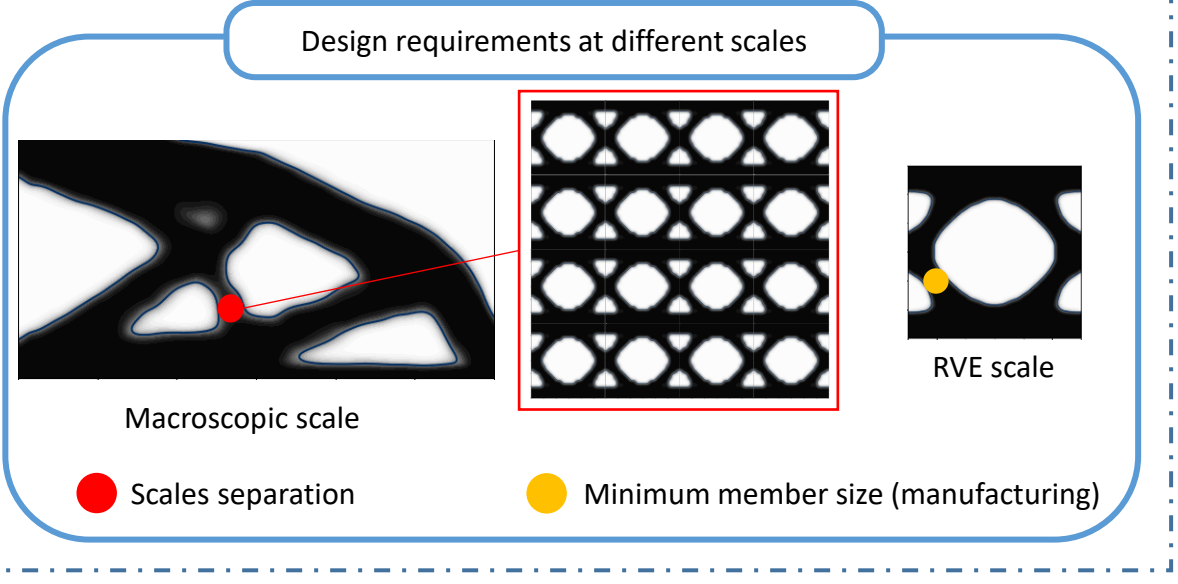 Design requirements at different scales
RVE scale
Macroscopic scale
Scales separation
Minimum member size (manufacturing)